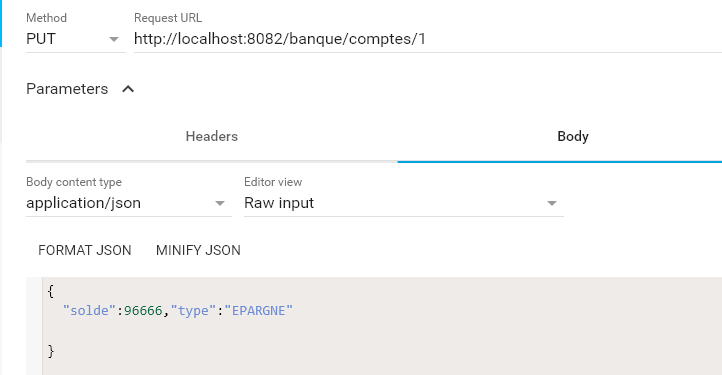 Method Request URL
PUT http://localhost:8082/banque/comptes/1
Parameters
Headers Body
Body content type Editor view
application/json Raw input
FORMAT JSON MINIFY JSON
{
"solde":96666,"type":"EPARGNE"
}